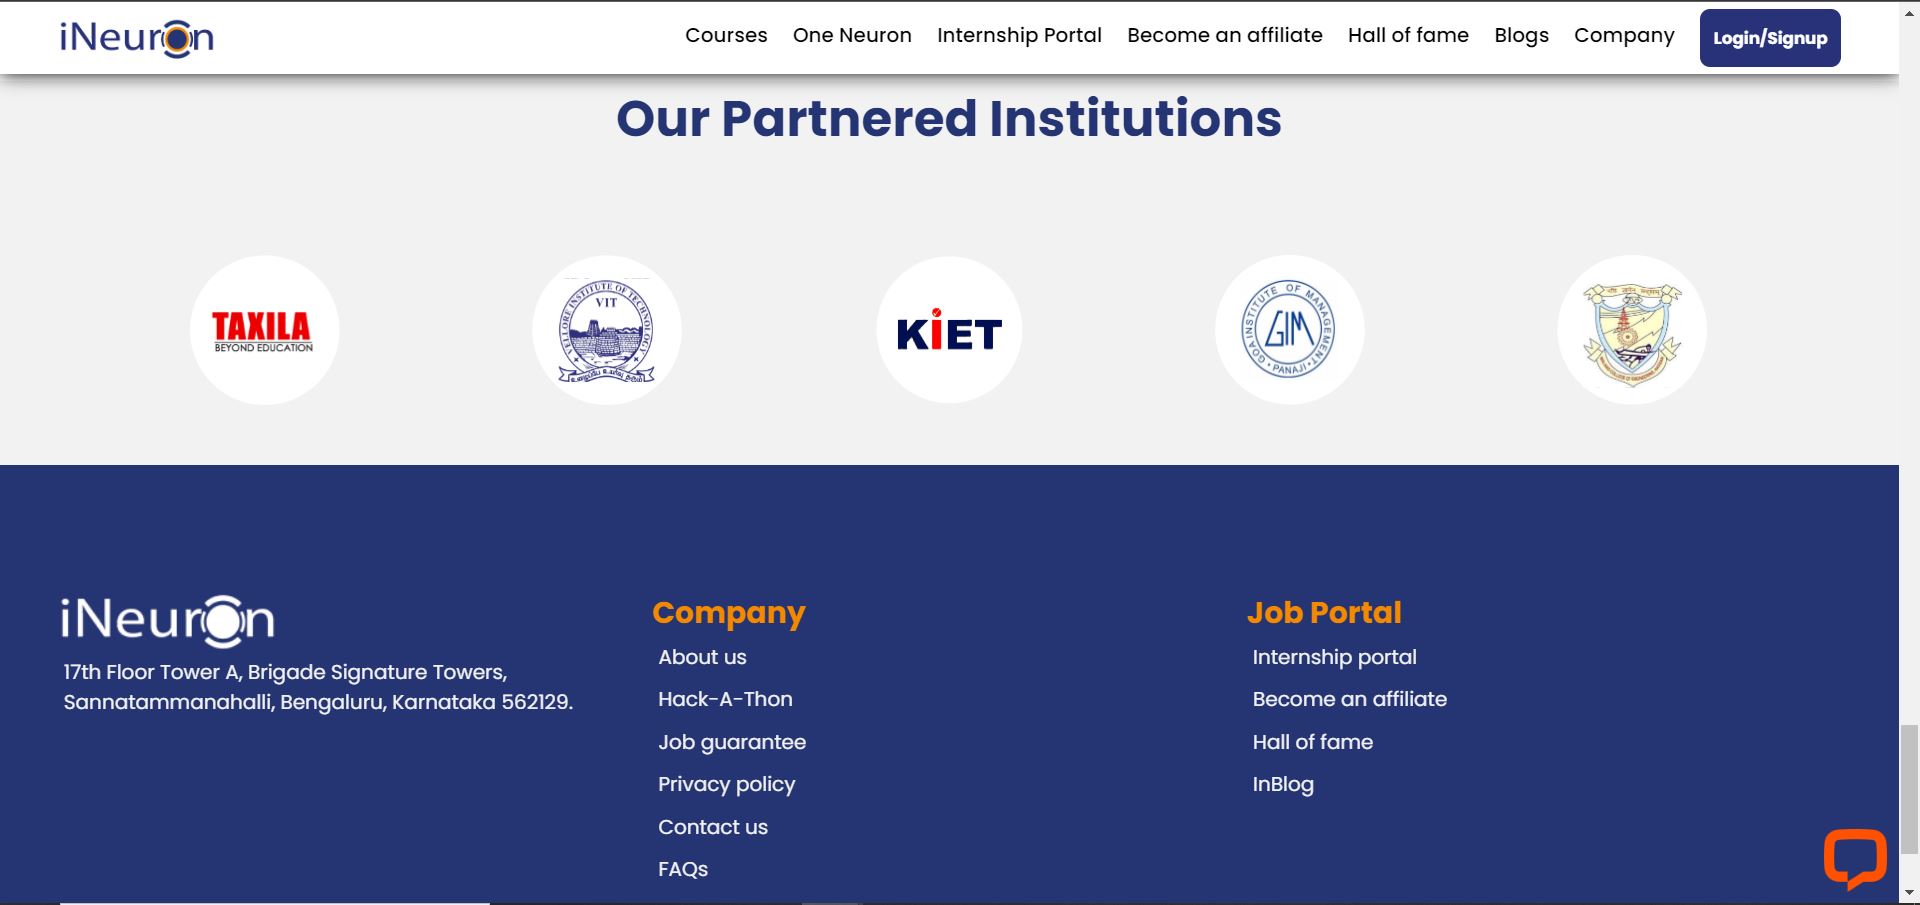 iNeuron
Courses
One Neuron
Internship Portal
Become an affiliate
Hall of fame
Blogs
Company
Login/Signup
Our Partnered Institutions
TAXILA
BEYOND EDUCATION
VELLORE INSTITUTE OF TECHNOLOGY
VIT
KiET
GOA INSTITUTE OF MANAGEMENT
GIM
PANAJI
iNeuron
17th Floor Tower A, Brigade Signature Towers,
Sannatammanahalli, Bengaluru, Karnataka 562129.
Company
About us
Hack-A-Thon
Job guarantee
Privacy policy
Contact us
FAQs
Job Portal
Internship portal
Become an affiliate
Hall of fame
InBlog